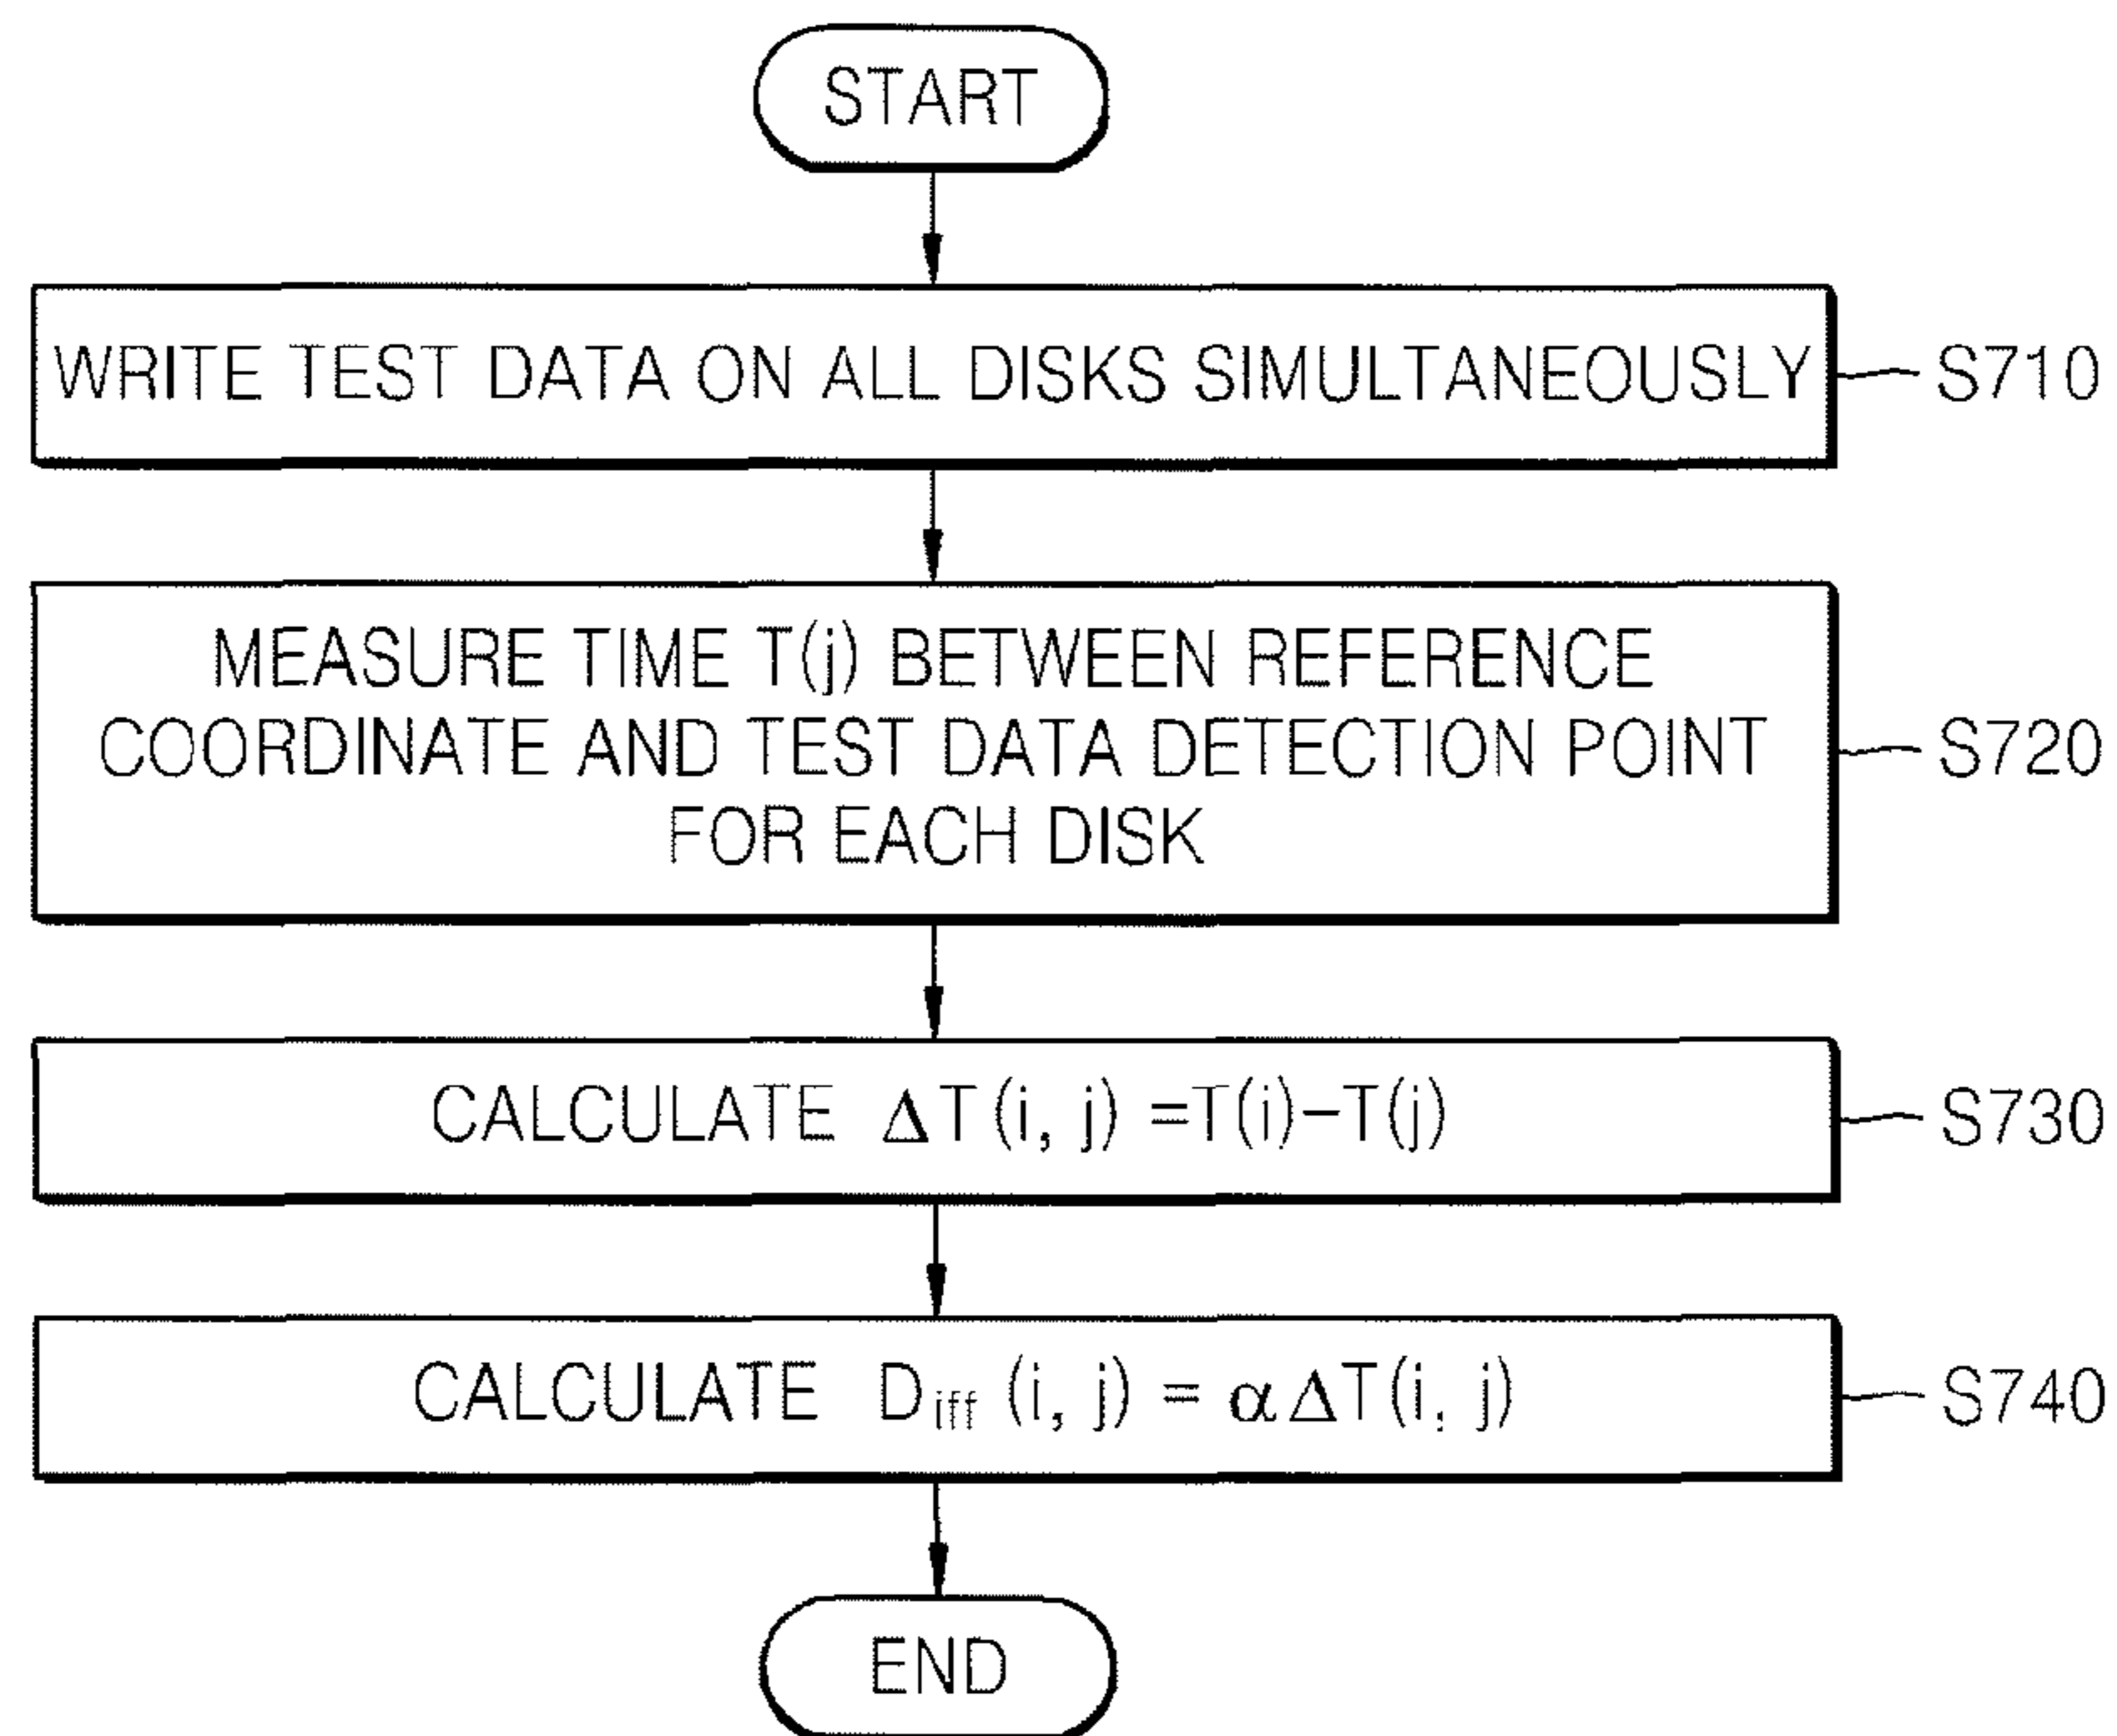 START
WRITE TEST DATA ON ALL DISKS SIMULTANEOUSLY
S710
MEASURE TIME T(j) BETWEEN REFERENCE
COORDINATE AND TEST DATA DETECTION POINT
FOR EACH DISK
S720
CALCULATE ΔT(i, j) =T(i)-T(j)
S730
CALCULATE Diff (i, j) = αΔT(i, j)
S740
END